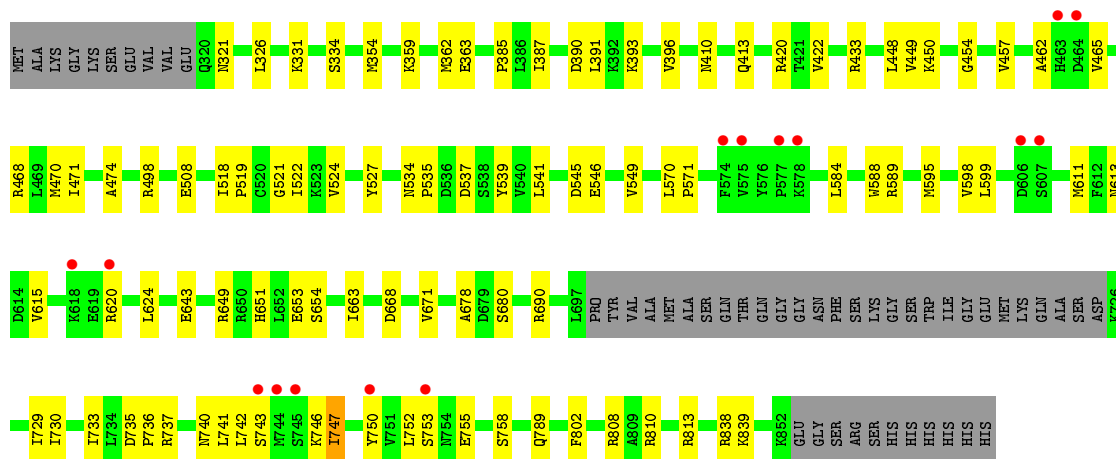 MET ALA LYS GLY LYS SER GLU VAL VAL GLU Q320 N321 L326 K331 S334 M354 K359 M362 E363 P385 L386 I387 D390 L391 K392 K393 V396 N410 Q413 R420 T421 V422 R433 L448 V449 K450 G454 V457 A462 H463 D464 V465
R468 L469 M470 I471 A474 R498 E508 I518 P519 C520 G521 I522 K523 V524 Y527 N534 P535 D536 D537 S538 Y539 V540 L541 D545 E546 V549 L570 P571 F574 V575 Y576 P577 K578 L584 W588 R589 M595 V598 L599 D606 S607 M611 F612 N613
D614 V615 K618 E619 R620 L624 E643 R649 R650 H651 L652 E653 S654 I663 D668 V671 A678 D679 S680 R690 L697 PRO TYR VAL ALA MET ALA SER GLN THR GLN GLY GLY ASN PHE SER LYS GLY SER TRP ILE GLY GLU MET LYS GLN ALA SER ASP K726
I729 I730 I733 L734 D735 P736 R737 N740 L741 L742 S743 M744 S745 K746 I747 Y750 V751 L752 S753 N754 E755 S758 Q789 F802 R808 A809 R810 R813 R838 K839 K852 GLU GLY SER ARG SER HIS HIS HIS HIS HIS HIS